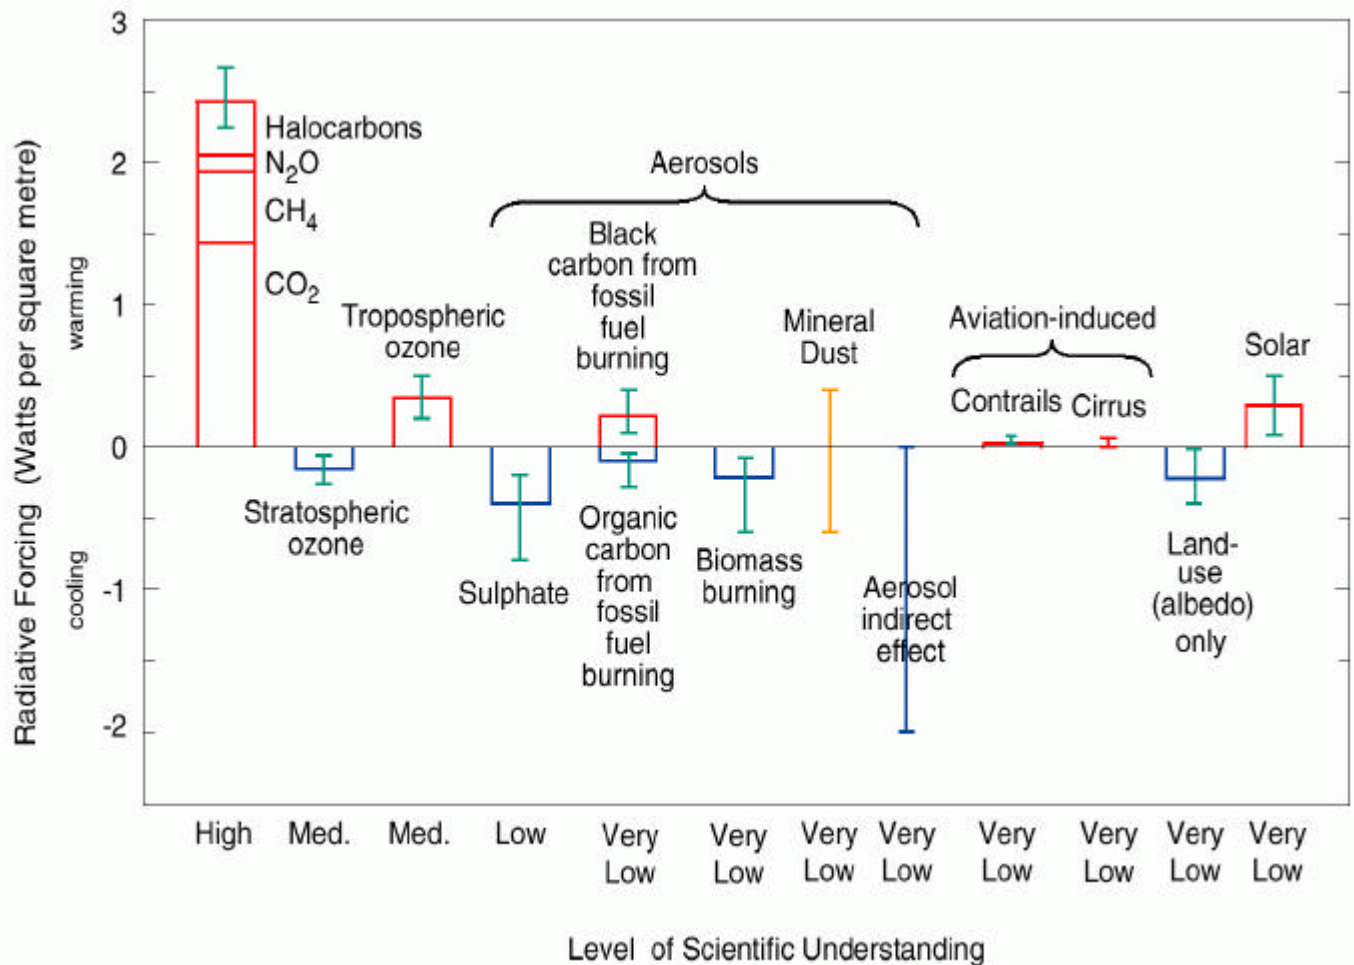 Radiative Forcing (Watts per square metre)
warming
cooling
3
2
1
0
-1
-2
Halocarbons
N₂O
CH₄
CO₂
Stratospheric
ozone
Tropospheric
ozone
Aerosols
Sulphate
Black
carbon from
fossil
fuel
burning
Organic
carbon
from
fossil
fuel
burning
Biomass
burning
Mineral
Dust
Aerosol
indirect
effect
Aviation-induced
Contrails
Cirrus
Land-
use
(albedo)
only
Solar
High
Med.
Med.
Low
Very
Low
Very
Low
Very
Low
Very
Low
Very
Low
Very
Low
Very
Low
Very
Low
Level of Scientific Understanding